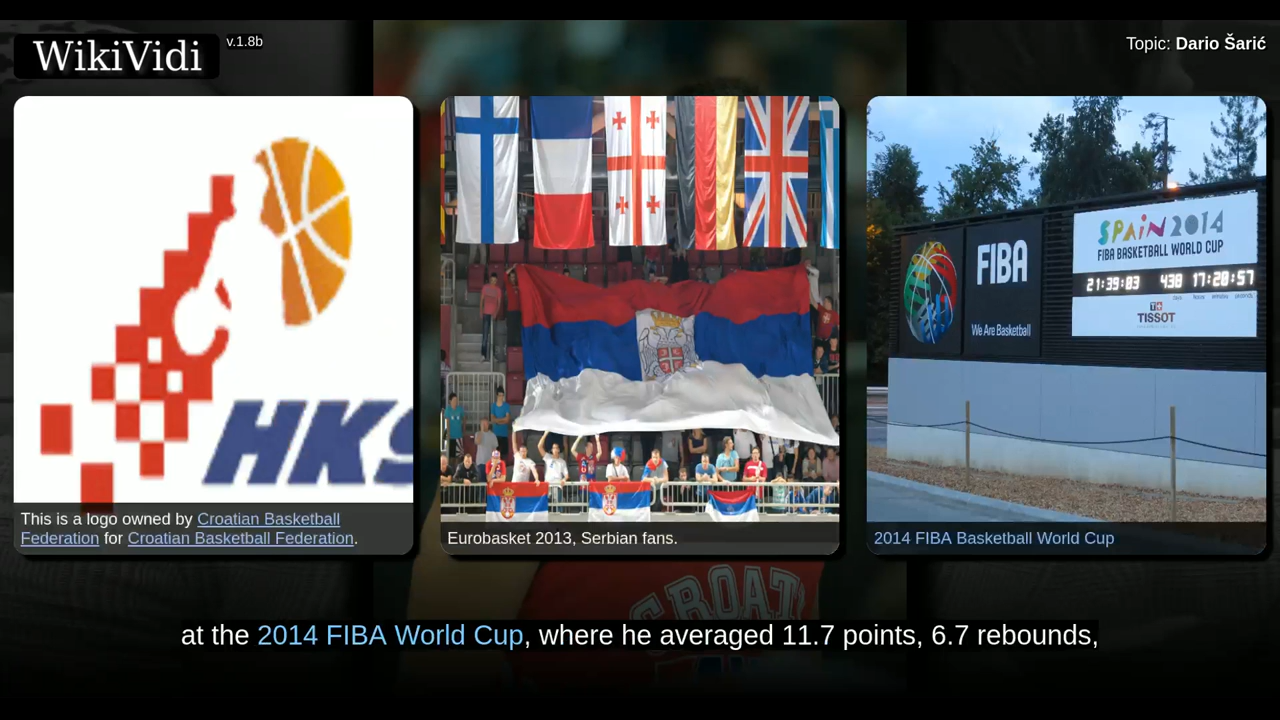 WikiVidi
v.1.8b
Topic: Dario Šarić
HKS
This is a logo owned by Croatian Basketball
Federation for Croatian Basketball Federation.
Eurobasket 2013, Serbian fans.
SPAIN 2014
FIBA BASKETBALL WORLD CUP
FIBA
We Are Basketball
21:39:03 438 17:20:57
TISSOT
2014 FIBA Basketball World Cup
CROAT
at the 2014 FIBA World Cup, where he averaged 11.7 points, 6.7 rebounds,